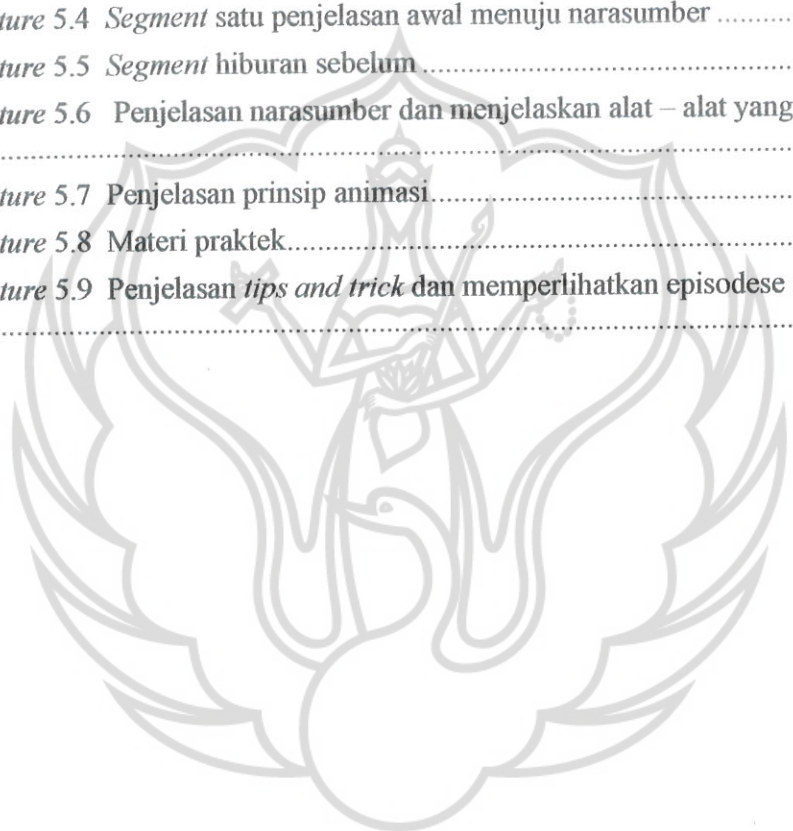 ture 5.4 Segment satu penjelasan awal menuju narasumber ..........
ture 5.5 Segment hiburan sebelum ..........................................
ture 5.6 Penjelasan narasumber dan menjelaskan alat – alat yang
..........................................................................................
ture 5.7 Penjelasan prinsip animasi..........................................
ture 5.8 Materi praktek..........................................................
ture 5.9 Penjelasan tips and trick dan memperlihatkan episodese
..........................................................................................